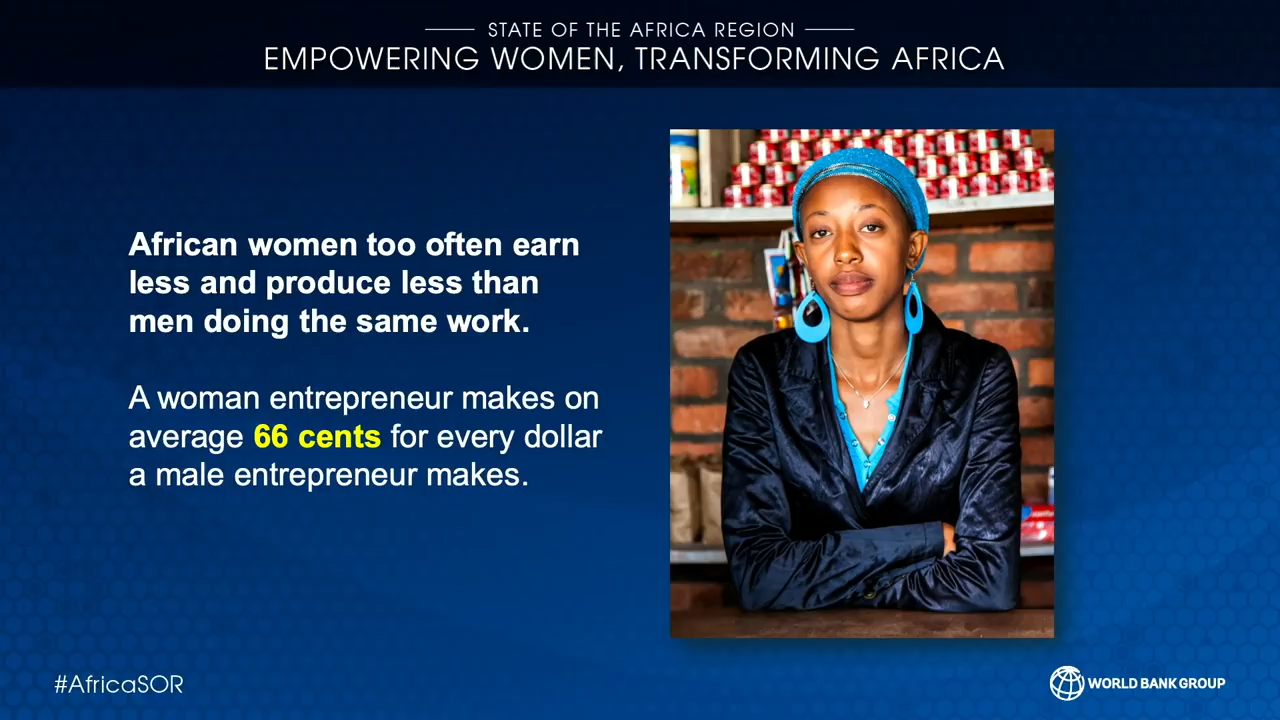 STATE OF THE AFRICA REGION
EMPOWERING WOMEN, TRANSFORMING AFRICA
African women too often earn
less and produce less than
men doing the same work.
A woman entrepreneur makes on
average 66 cents for every dollar
a male entrepreneur makes.
#AfricaSOR
WORLD BANK GROUP